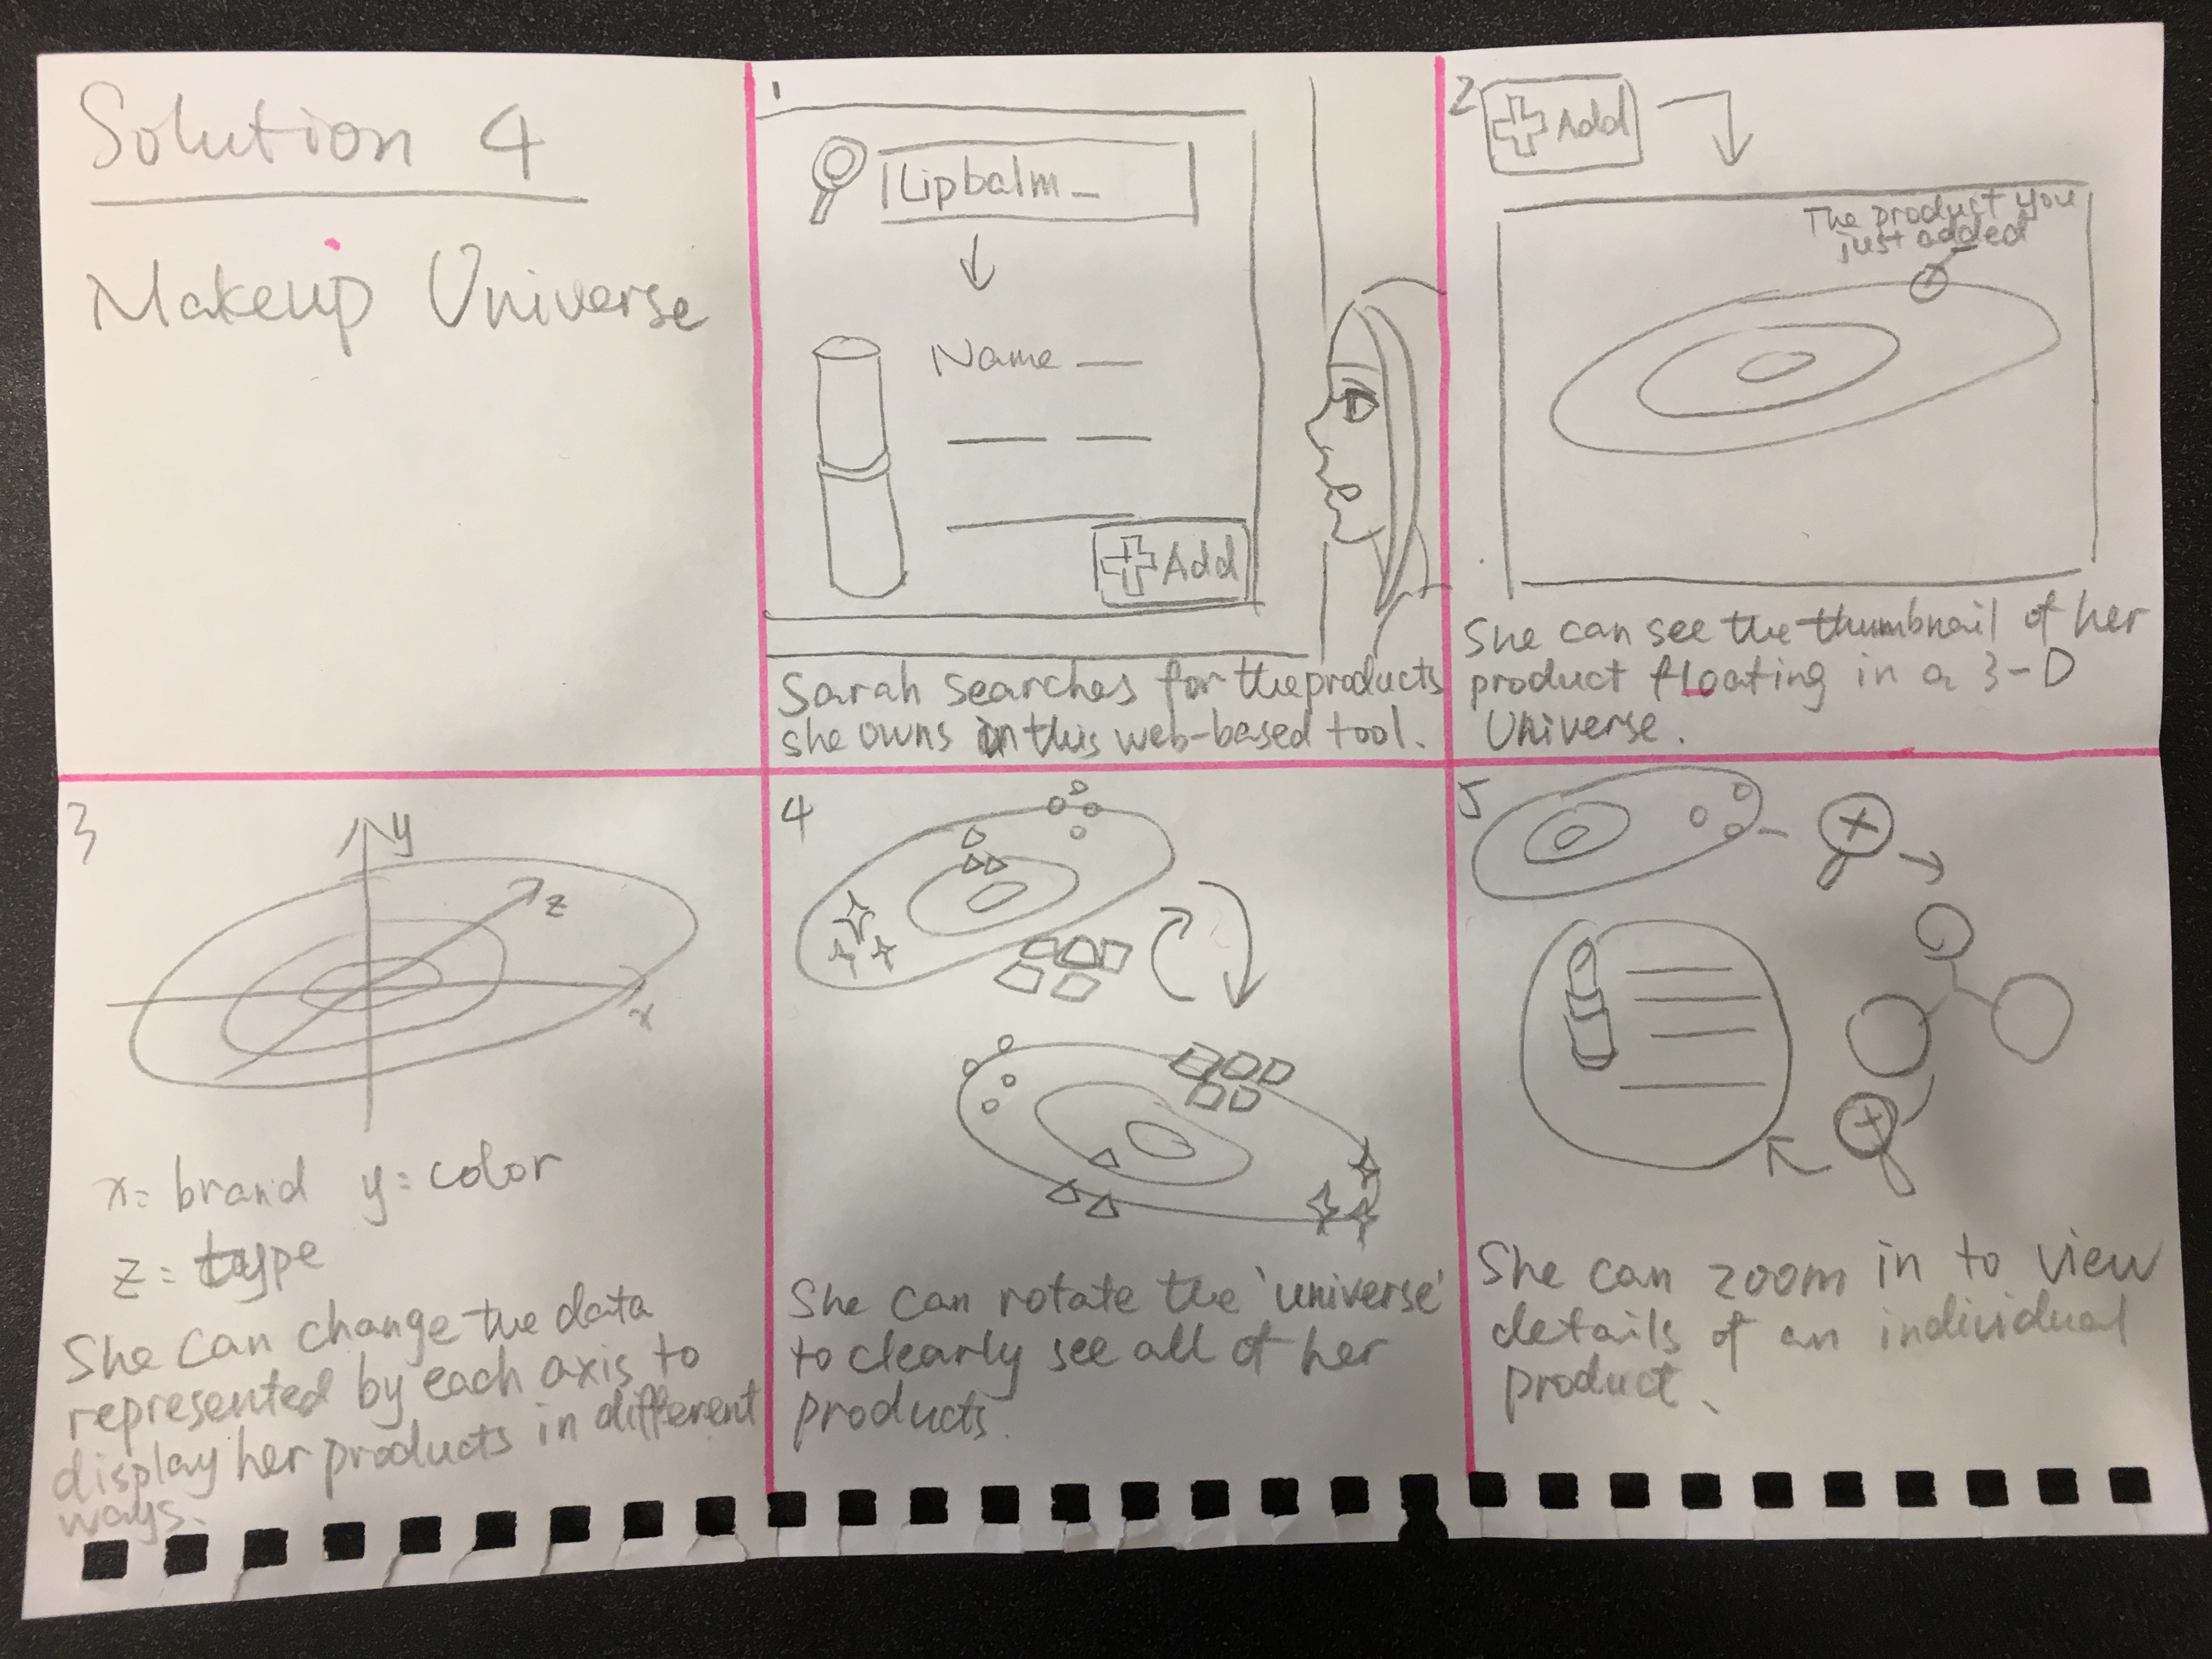 Solution 4
Makeup Universe
1
Lipbalm_
Name
Add
Sarah searches for the products
she owns in this web-based tool.
2
Add
The product you
just added
She can see the thumbnail of her
product floating in a 3-D
Universe.
3
y
z
x
x= brand y= color
z= type
She can change the data
represented by each axis to
display her products in different
ways.
4
She can rotate the 'universe'
to clearly see all of her
products.
5
She can zoom in to view
details of an individual
product.